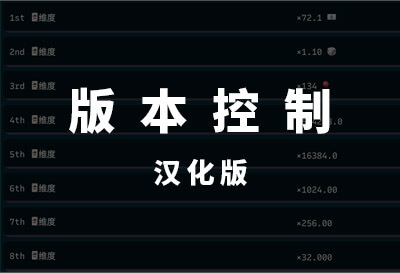 1st 维度 ×72.1
2nd 维度 ×1.10
3rd 维度 ×134
版本控制
4th 维度
5th 维度 ×16384.0
汉化版
6th 维度 ×1024.00
7th 维度 ×256.00
8th 维度 ×32.000